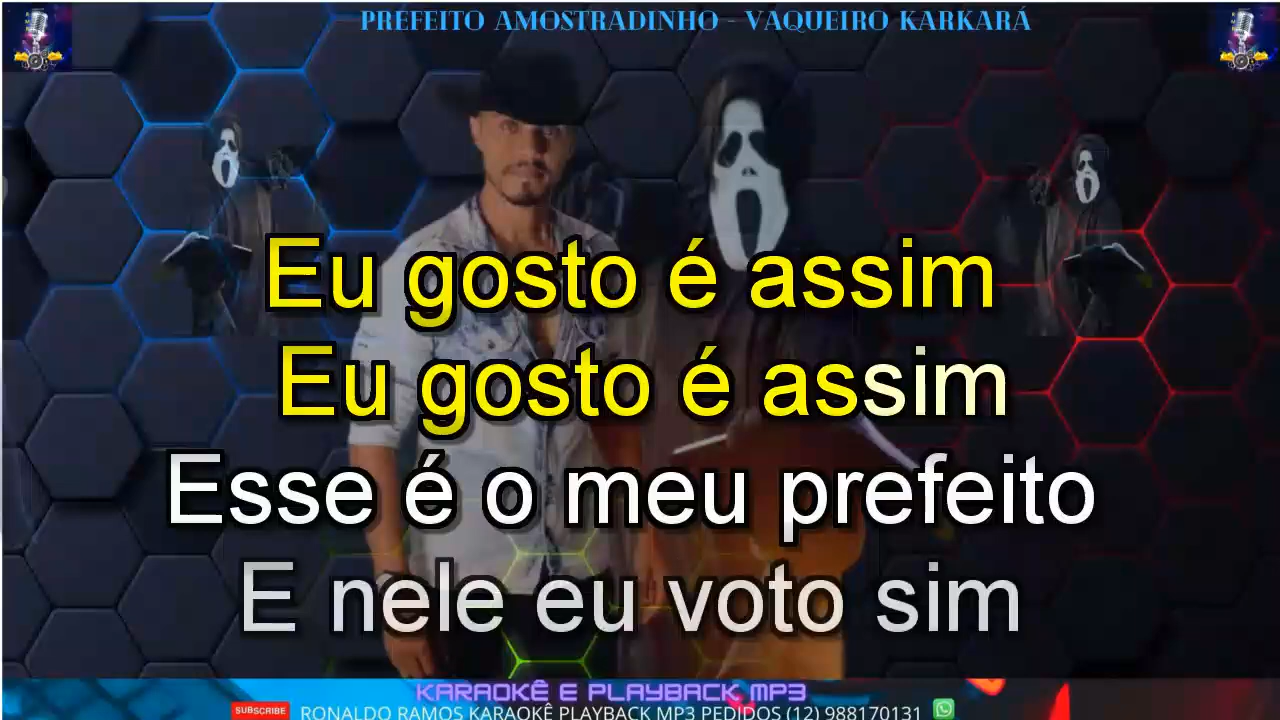 PREFEITO AMOSTRADINHO - VAQUEIRO KARKARÁ
Eu gosto é assim
Eu gosto é assim
Esse é o meu prefeito
E nele eu voto sim
KARAOKÊ E PLAYBACK MP3
SUBSCRIBE RONALDO RAMOS KARAOKÊ PLAYBACK MP3 PEDIDOS (12) 988170131